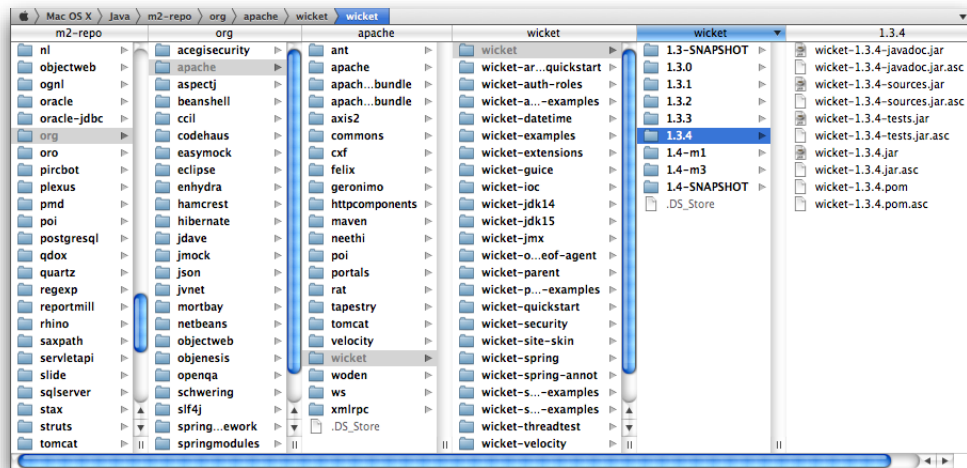 Mac OS X Java m2-repo org apache wicket wicket
m2-repo org apache wicket wicket 1.3.4
nl acegisecurity ant wicket 1.3-SNAPSHOT wicket-1.3.4-javadoc.jar
objectweb apache apache wicket-ar...quickstart 1.3.0 wicket-1.3.4-javadoc.jar.asc
ognl aspectj apach...bundle wicket-auth-roles 1.3.1 wicket-1.3.4-sources.jar
oracle beanshell apach...bundle wicket-a...-examples 1.3.2 wicket-1.3.4-sources.jar.asc
oracle-jdbc ccil axis2 wicket-datetime 1.3.3 wicket-1.3.4-tests.jar
org codehaus commons wicket-examples 1.3.4 wicket-1.3.4-tests.jar.asc
oro easymock cxf wicket-extensions 1.4-m1 wicket-1.3.4.jar
pircbot eclipse felix wicket-guice 1.4-m3 wicket-1.3.4.jar.asc
plexus enhydra geronimo wicket-ioc 1.4-SNAPSHOT wicket-1.3.4.pom
pmd hamcrest httpcomponents wicket-jdk14 .DS_Store wicket-1.3.4.pom.asc
poi hibernate maven wicket-jdk15
postgresql jdave neethi wicket-jmx
qdox jmock poi wicket-o...eof-agent
quartz json portals wicket-parent
regexp jvnet rat wicket-p...-examples
reportmill mortbay tapestry wicket-quickstart
rhino netbeans tomcat wicket-security
saxpath objectweb velocity wicket-site-skin
servletapi objenesis wicket wicket-spring
slide openqa woden wicket-spring-annot
sqlserver schwering ws wicket-s...-examples
stax slf4j xmlrpc wicket-s...-examples
struts spring...ework .DS_Store wicket-threadtest
tomcat springmodules wicket-velocity